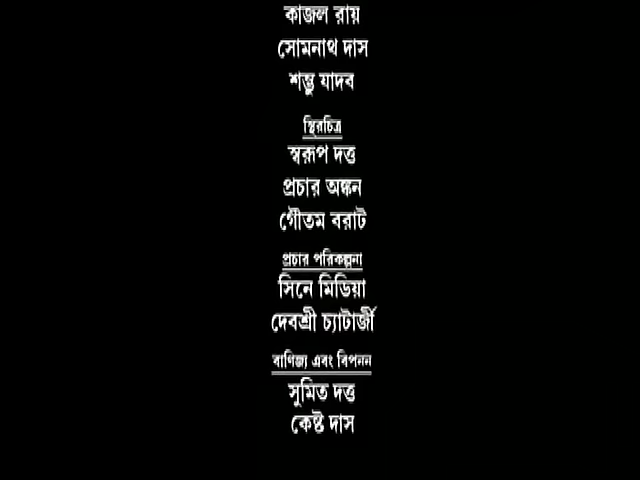 কাজল রায়
সোমনাথ দাস
শম্ভু যাদব
স্থিরচিত্র
স্বরূপ দত্ত
প্রচার অঙ্কন
গৌতম বরাট
প্রচার পরিকল্পনা
সিনে মিডিয়া
দেবশ্রী চ্যাটার্জী
বাণিজ্য এবং বিপনন
সুমিত দত্ত
কেষ্ট দাস